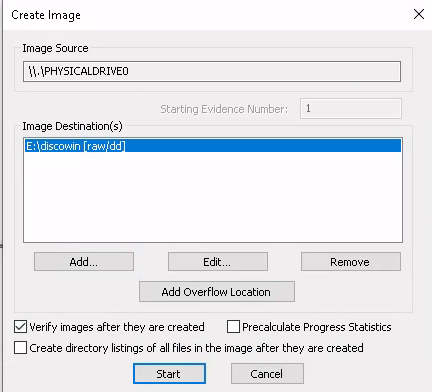 Create Image
Image Source
\\.\PHYSICALDRIVE0
Starting Evidence Number: 1
Image Destination(s)
E:\discowin [raw/dd]
Add... Edit... Remove
Add Overflow Location
Verify images after they are created Precalculate Progress Statistics
Create directory listings of all files in the image after they are created
Start Cancel